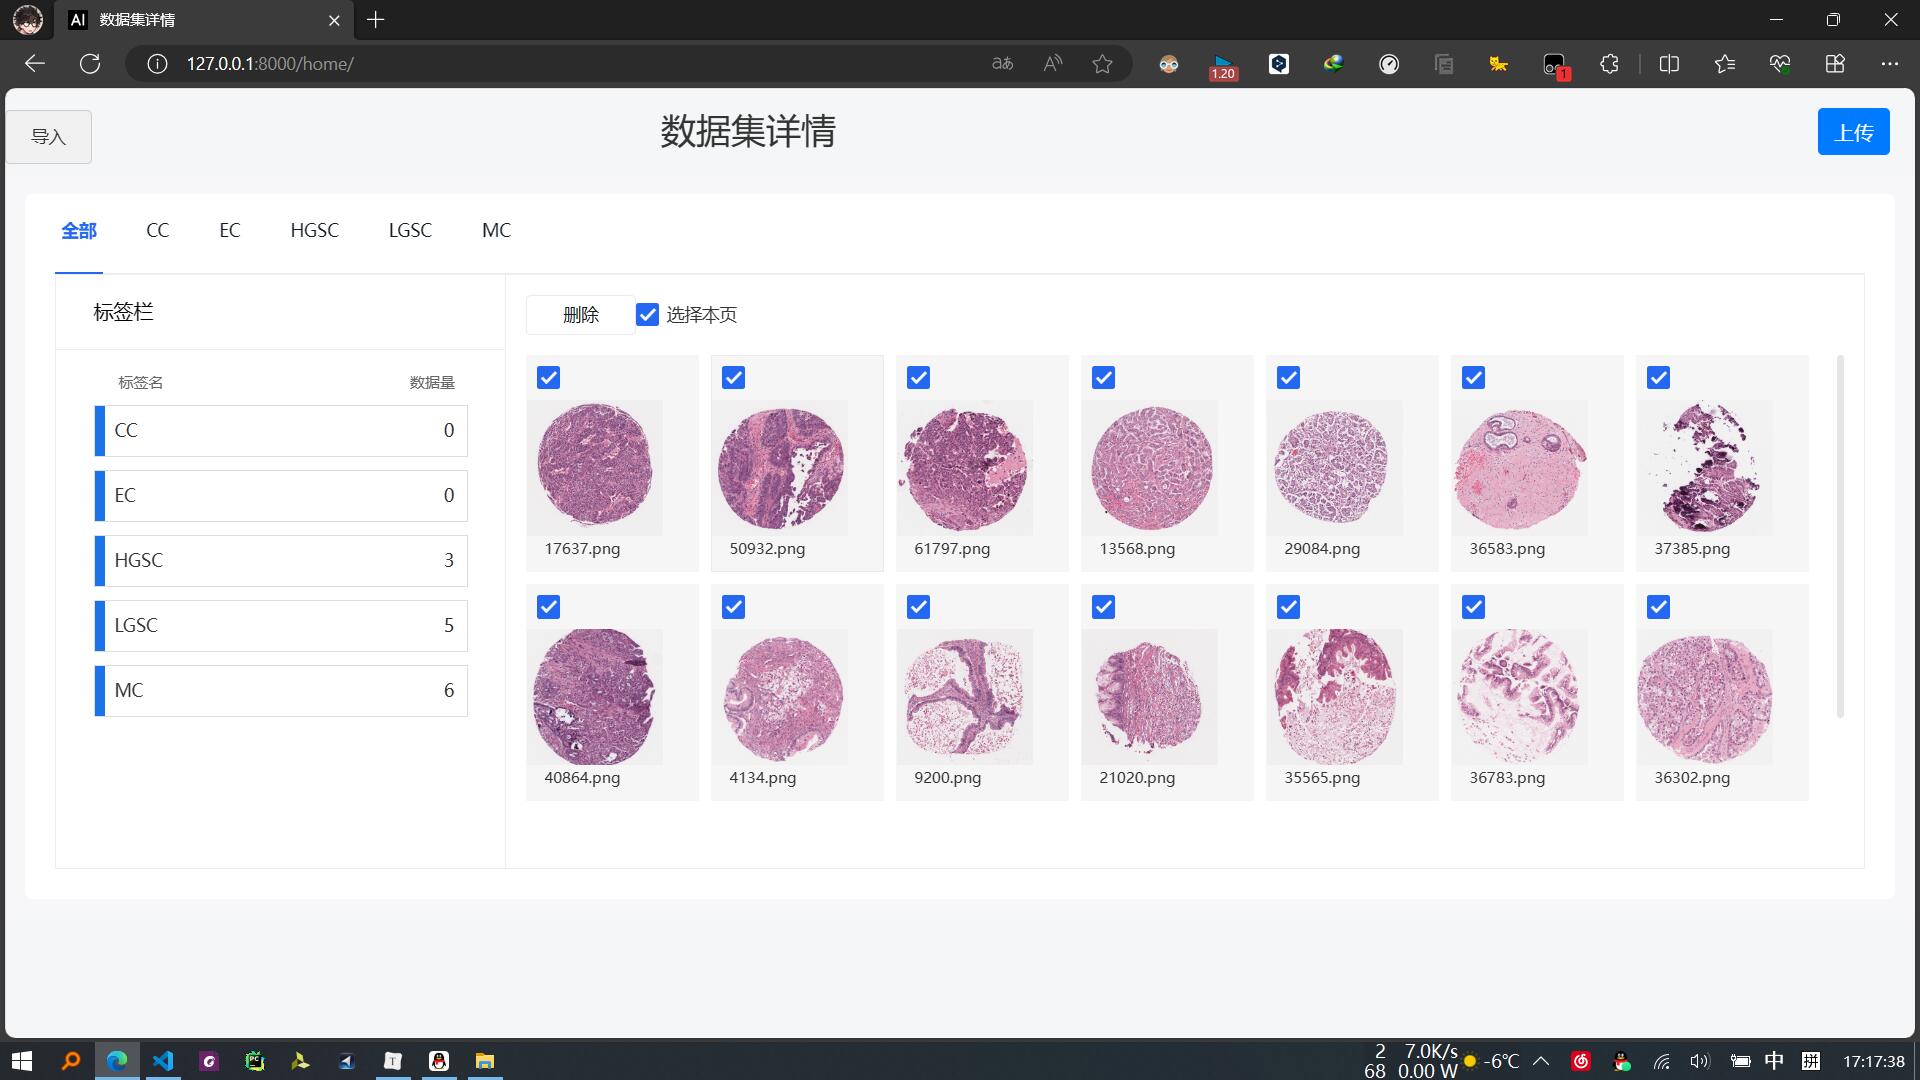 AI 数据集详情
127.0.0.1:8000/home/
1.20
1
导入
数据集详情
上传
全部 CC EC HGSC LGSC MC
标签栏
删除 选择本页
标签名 数据量
CC 0
EC 0
HGSC 3
LGSC 5
MC 6
17637.png 50932.png 61797.png 13568.png 29084.png 36583.png 37385.png
40864.png 4134.png 9200.png 21020.png 35565.png 36783.png 36302.png
2 7.0K/s
68 0.00 W
-6℃
中 拼
17:17:38